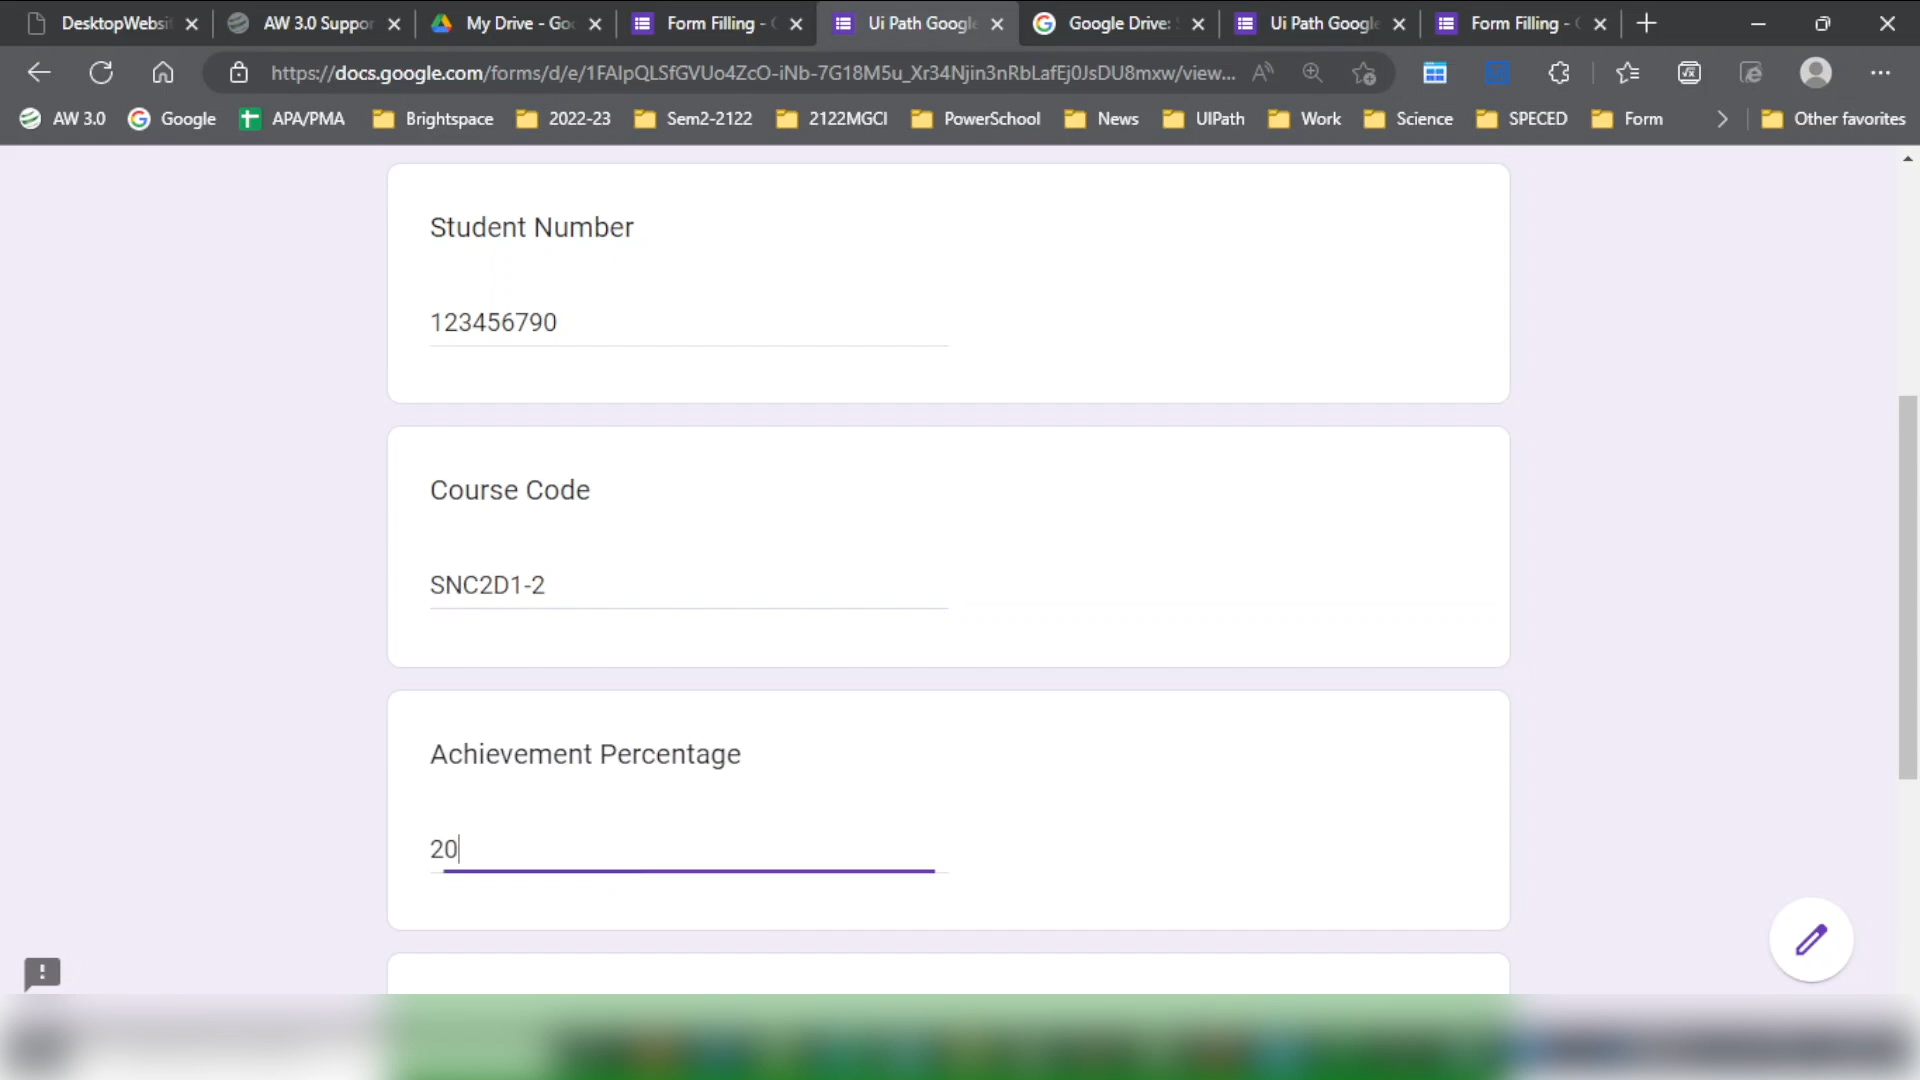 DesktopWebsi
AW 3.0 Suppor
My Drive - Goo
Form Filling -
Ui Path Google
Google Drive:
Ui Path Google
Form Filling -
https://docs.google.com/forms/d/e/1FAIpQLSfGVUo4ZcO-iNb-7G18M5u_Xr34Njin3nRbLafEj0JsDU8mxw/view...
AW 3.0 Google APA/PMA Brightspace 2022-23 Sem2-2122 2122MGCI PowerSchool News UIPath Work Science SPECED Form Other favorites
Student Number
123456790
Course Code
SNC2D1-2
Achievement Percentage
20